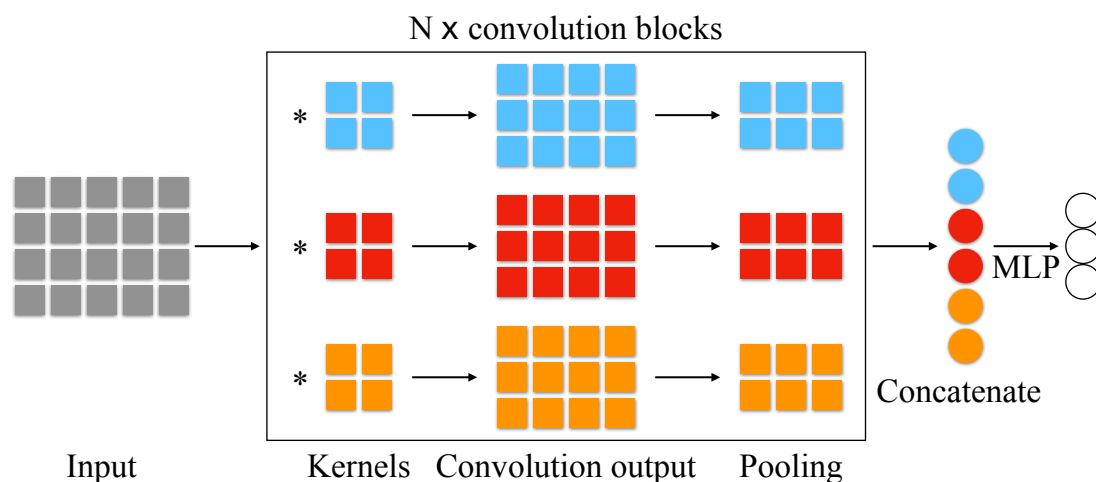 N x convolution blocks
*
*
*
MLP
Concatenate
Input
Kernels
Convolution output
Pooling